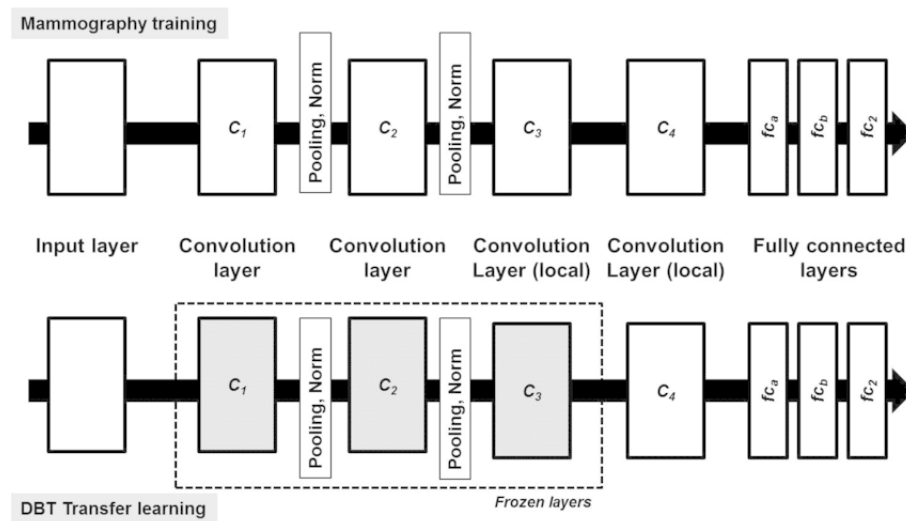 Mammography training
C1
Pooling, Norm
C2
Pooling, Norm
C3
C4
fca
fcb
fc2
Input layer
Convolution
layer
Convolution
layer
Convolution
Layer (local)
Convolution
Layer (local)
Fully connected
layers
C1
Pooling, Norm
C2
Pooling, Norm
C3
C4
fca
fcb
fc2
Frozen layers
DBT Transfer learning